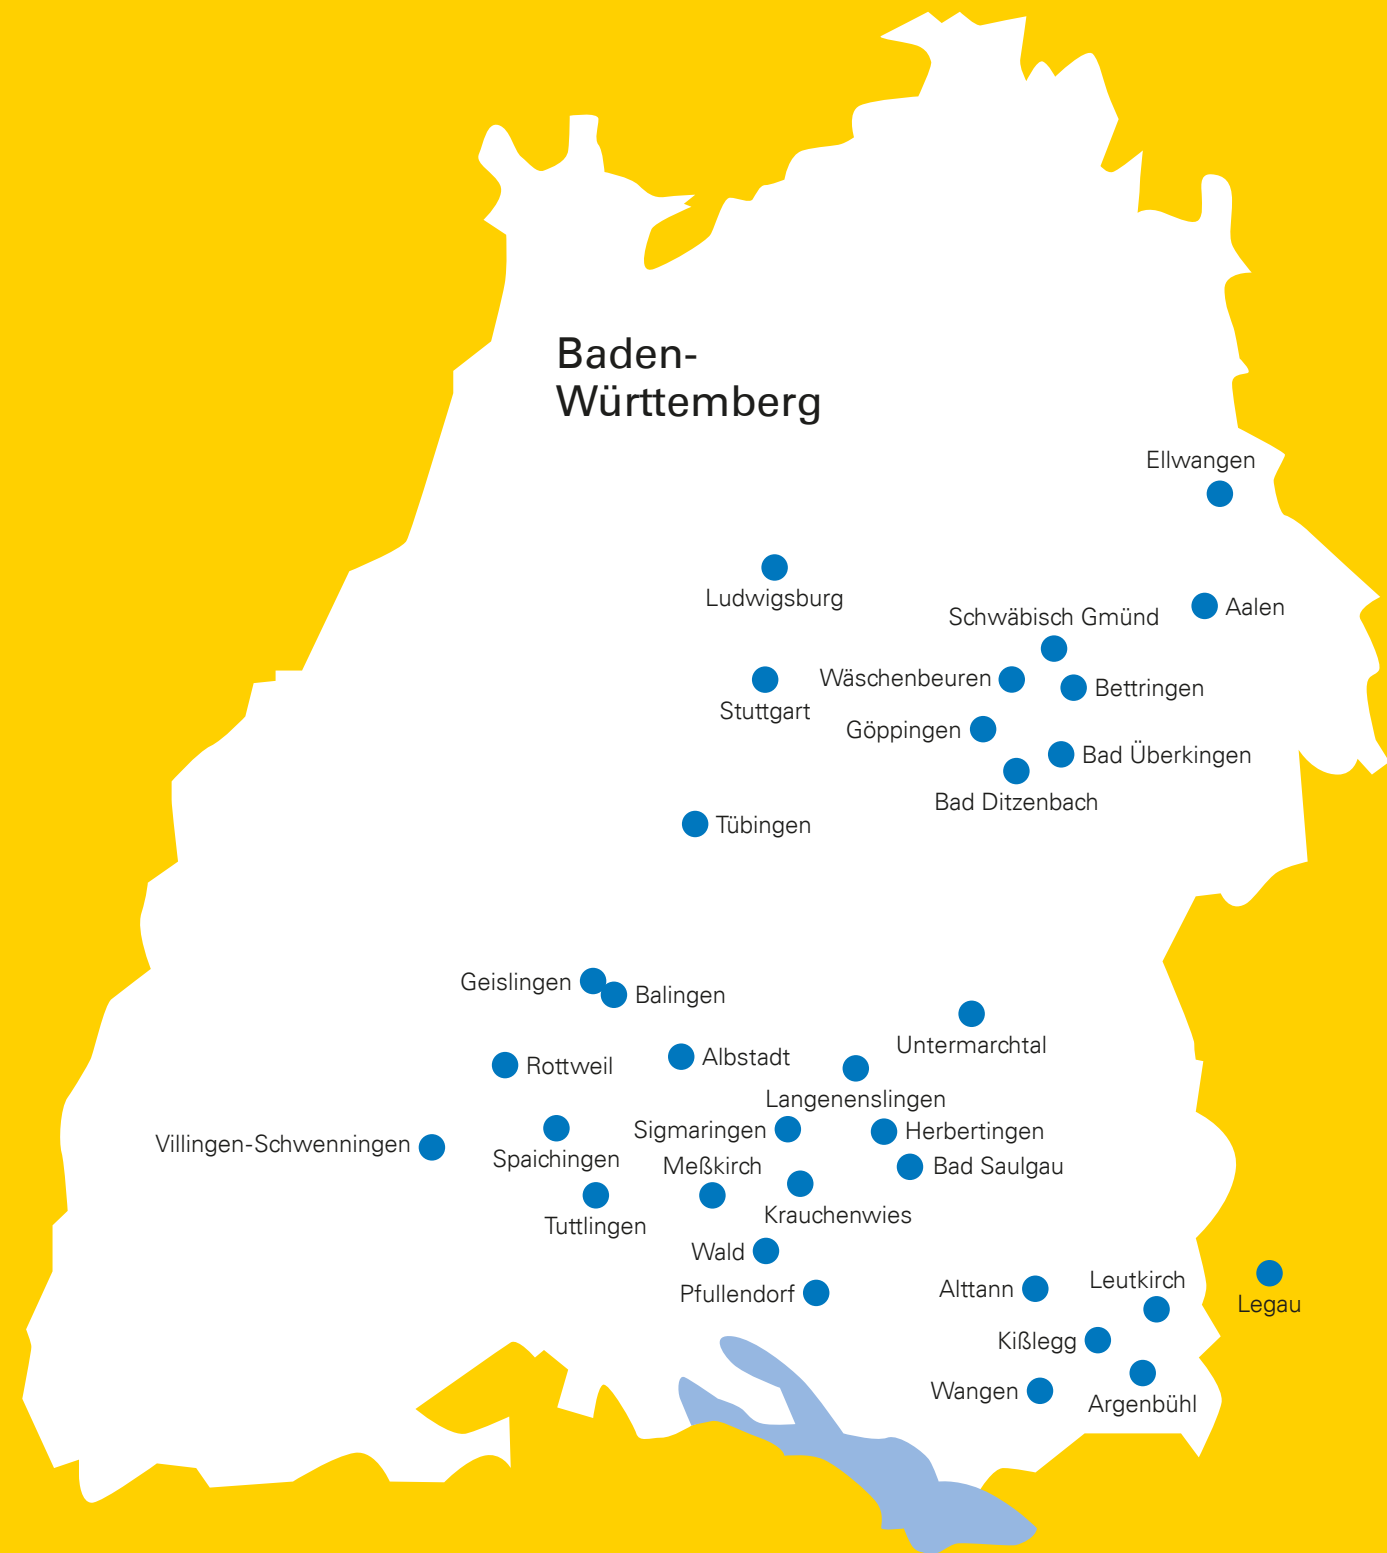 Baden-
Württemberg
Ellwangen
Ludwigsburg
Aalen
Schwäbisch Gmünd
Wäschenbeuren
Bettringen
Stuttgart
Göppingen
Bad Überkingen
Bad Ditzenbach
Tübingen
Geislingen
Balingen
Untermarchtal
Albstadt
Rottweil
Langenenslingen
Sigmaringen
Herbertingen
Villingen-Schwenningen
Spaichingen
Meßkirch
Bad Saulgau
Krauchenwies
Tuttlingen
Wald
Leutkirch
Alttann
Pfullendorf
Legau
Kißlegg
Wangen
Argenbühl